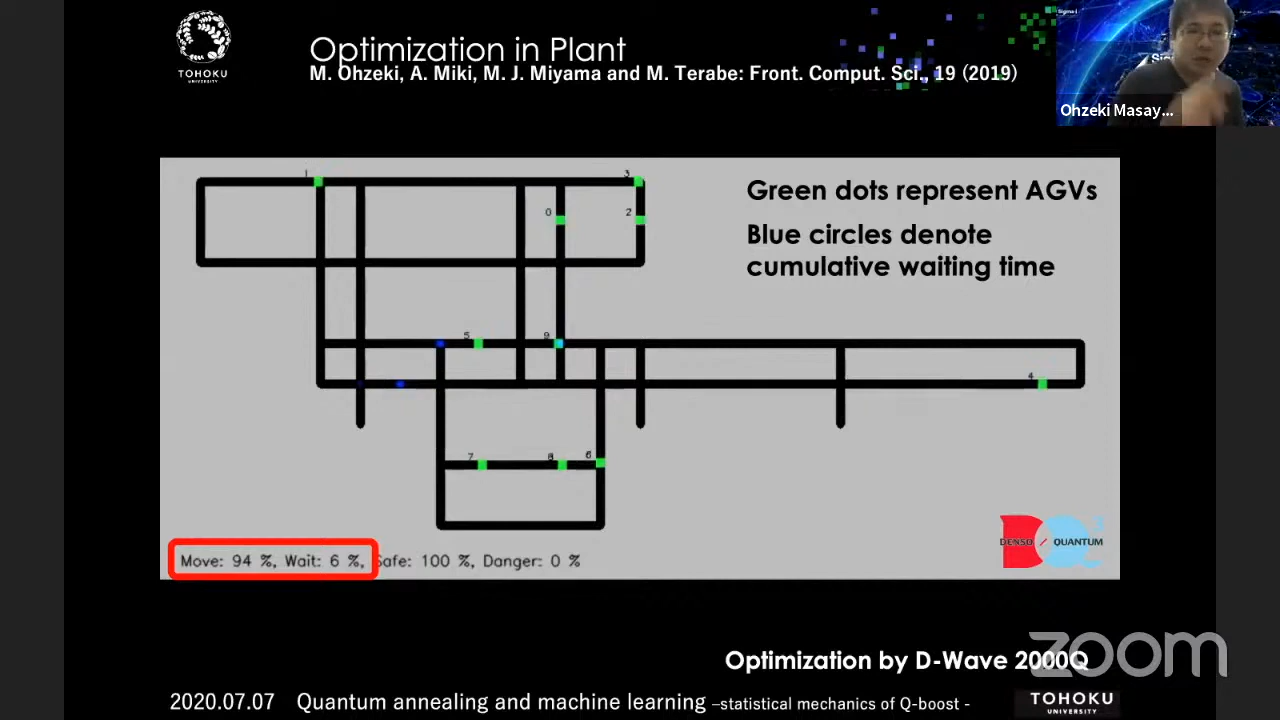 TOHOKU
UNIVERSITY
Optimization in Plant
M. Ohzeki, A. Miki, M. J. Miyama and M. Terabe: Front. Comput. Sci., 19 (2019)
Ohzeki Masay...
Green dots represent AGVs
Blue circles denote
cumulative waiting time
1
3
0
2
5
9
4
7
8
6
DENSO / QUANTUM
Move: 94 %, Wait: 6 %, Safe: 100 %, Danger: 0 %
zoom
Optimization by D-Wave 2000Q
2020.07.07 Quantum annealing and machine learning –statistical mechanics of Q-boost -
TOHOKU
UNIVERSITY